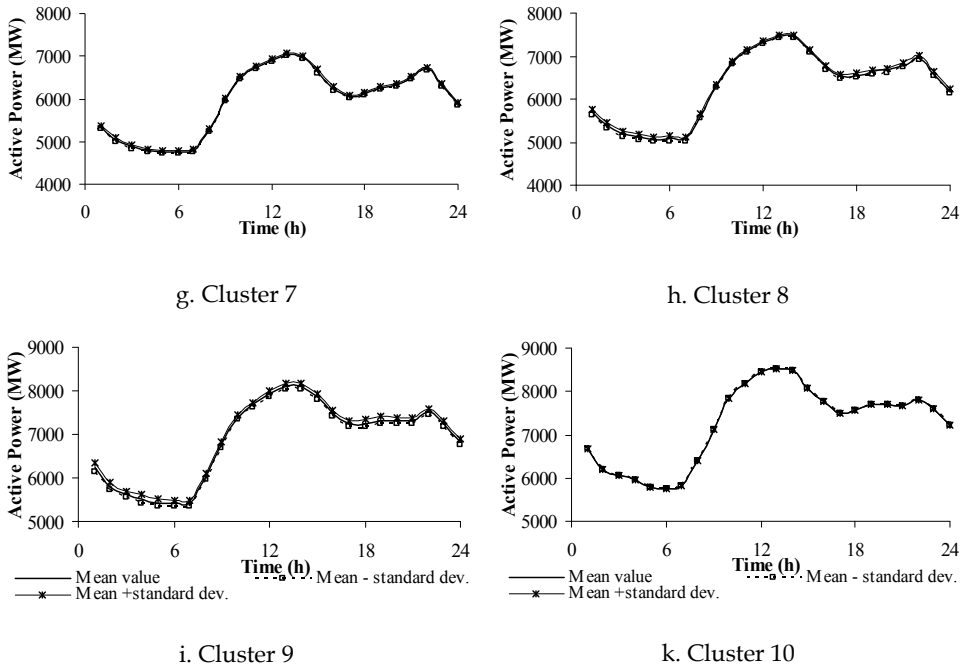 Active Power (MW)
8000
7000
6000
5000
4000
0 6 12 18 24
Time (h)
g. Cluster 7
Active Power (MW)
8000
7000
6000
5000
4000
0 6 12 18 24
Time (h)
h. Cluster 8
Active Power (MW)
9000
8000
7000
6000
5000
0 6 12 18 24
Time (h)
Mean value
Mean - standard dev.
Mean +standard dev.
i. Cluster 9
Active Power (MW)
9000
8000
7000
6000
5000
0 6 12 18 24
Time (h)
Mean value
Mean - standard dev.
Mean +standard dev.
k. Cluster 10